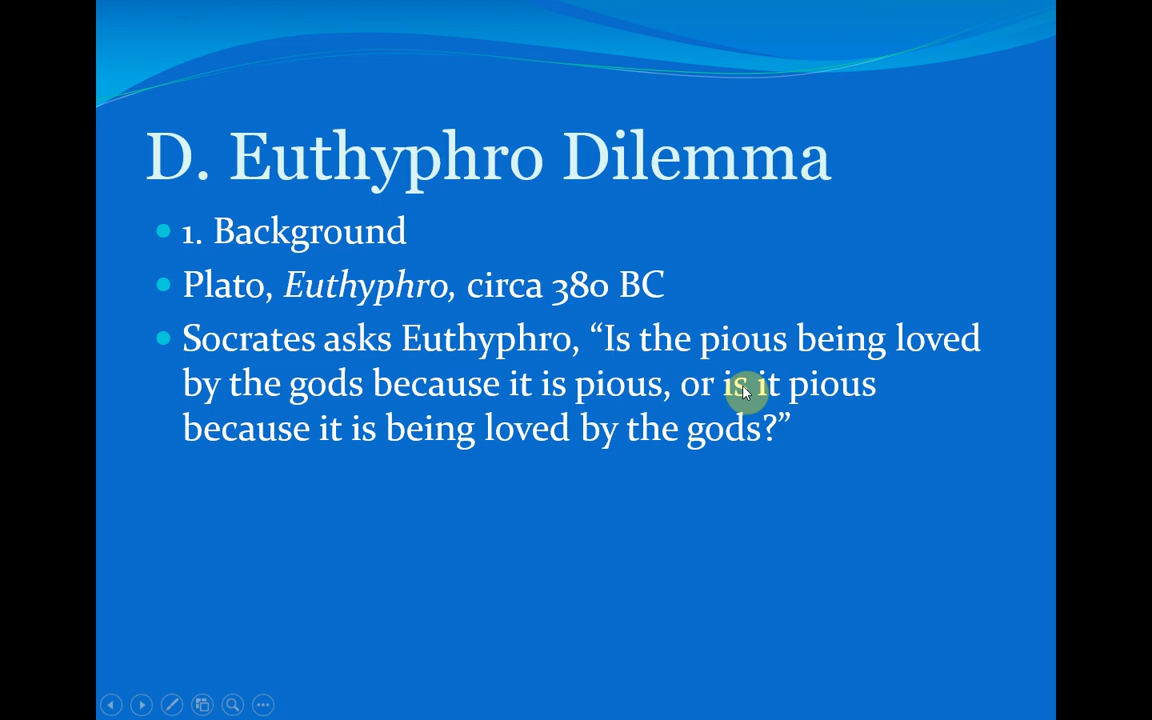 D. Euthyphro Dilemma
1. Background
Plato, Euthyphro, circa 380 BC
Socrates asks Euthyphro, “Is the pious being loved
by the gods because it is pious, or is it pious
because it is being loved by the gods?”